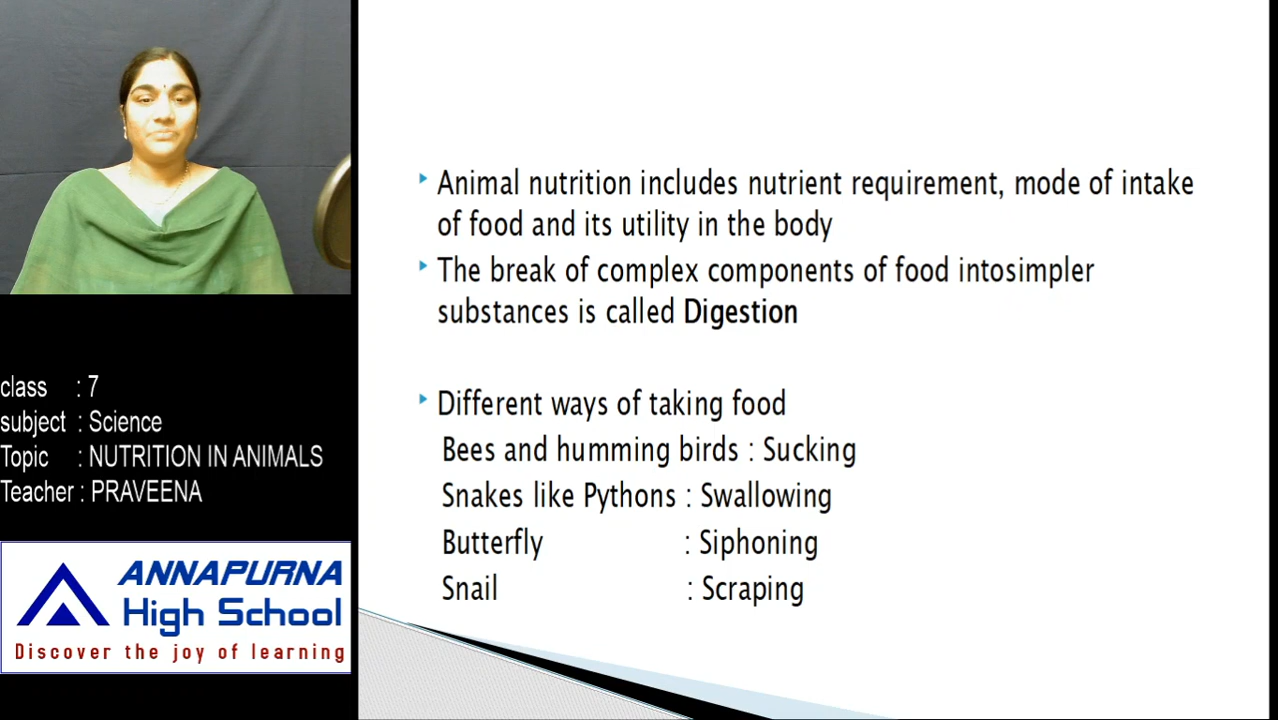 Animal nutrition includes nutrient requirement, mode of intake
of food and its utility in the body
The break of complex components of food intosimpler
substances is called Digestion
Different ways of taking food
Bees and humming birds : Sucking
Snakes like Pythons : Swallowing
Butterfly : Siphoning
Snail : Scraping
class : 7
subject : Science
Topic : NUTRITION IN ANIMALS
Teacher : PRAVEENA
ANNAPURNA
High School
Discover the joy of learning